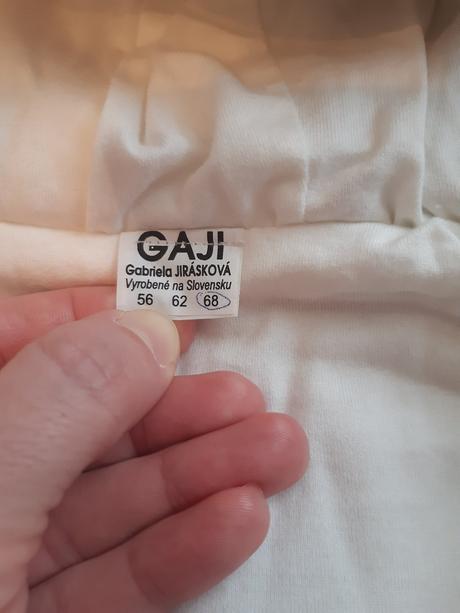 GAJI
Gabriela JIRÁSKOVÁ
Vyrobené na Slovensku
56 62 68